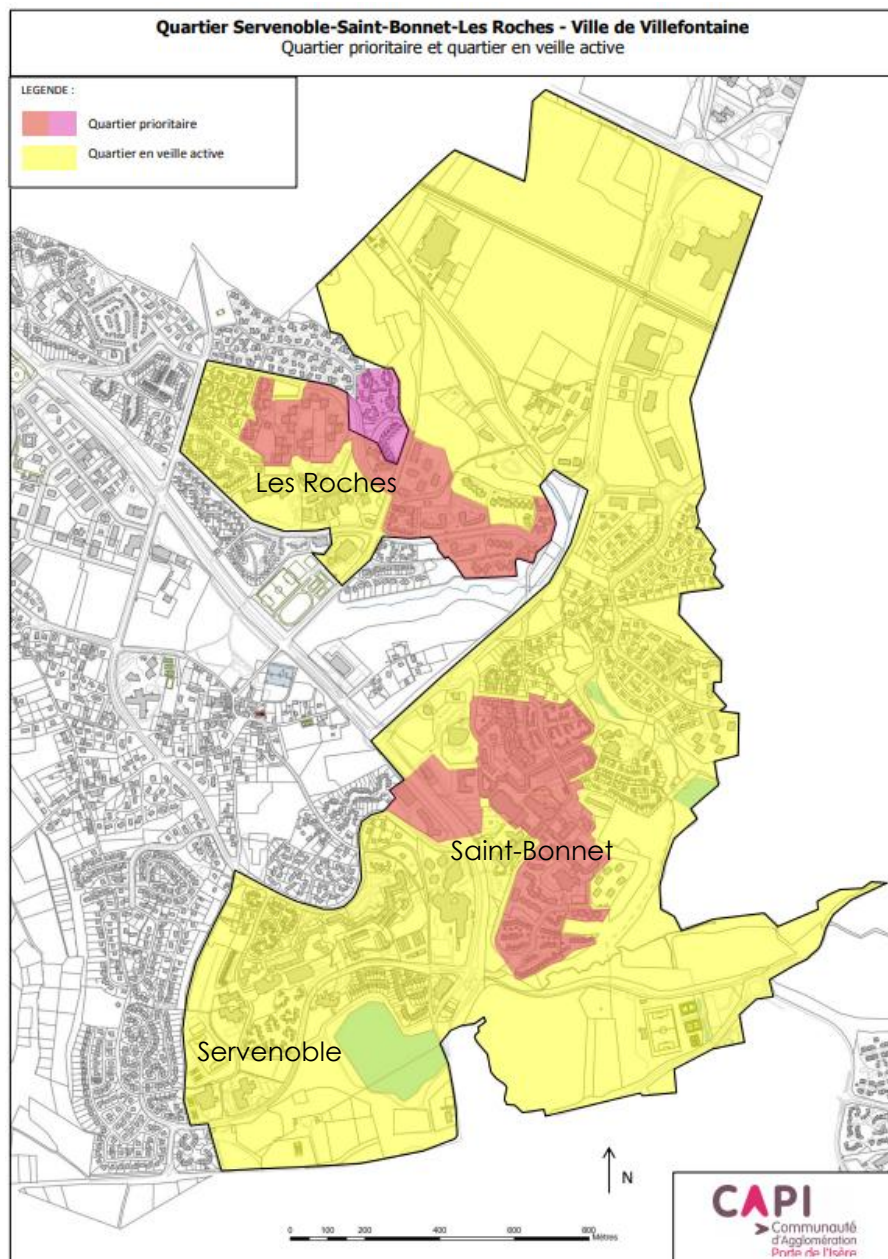 Quartier Servenoble-Saint-Bonnet-Les Roches - Ville de Villefontaine
Quartier prioritaire et quartier en veille active
LEGENDE :
Quartier prioritaire
Quartier en veille active
Les Roches
Saint-Bonnet
Servenoble
N
0 100 200 400 600 800
Mètres
CAPI
Communauté
d'Agglomération
Porte de l'Isère